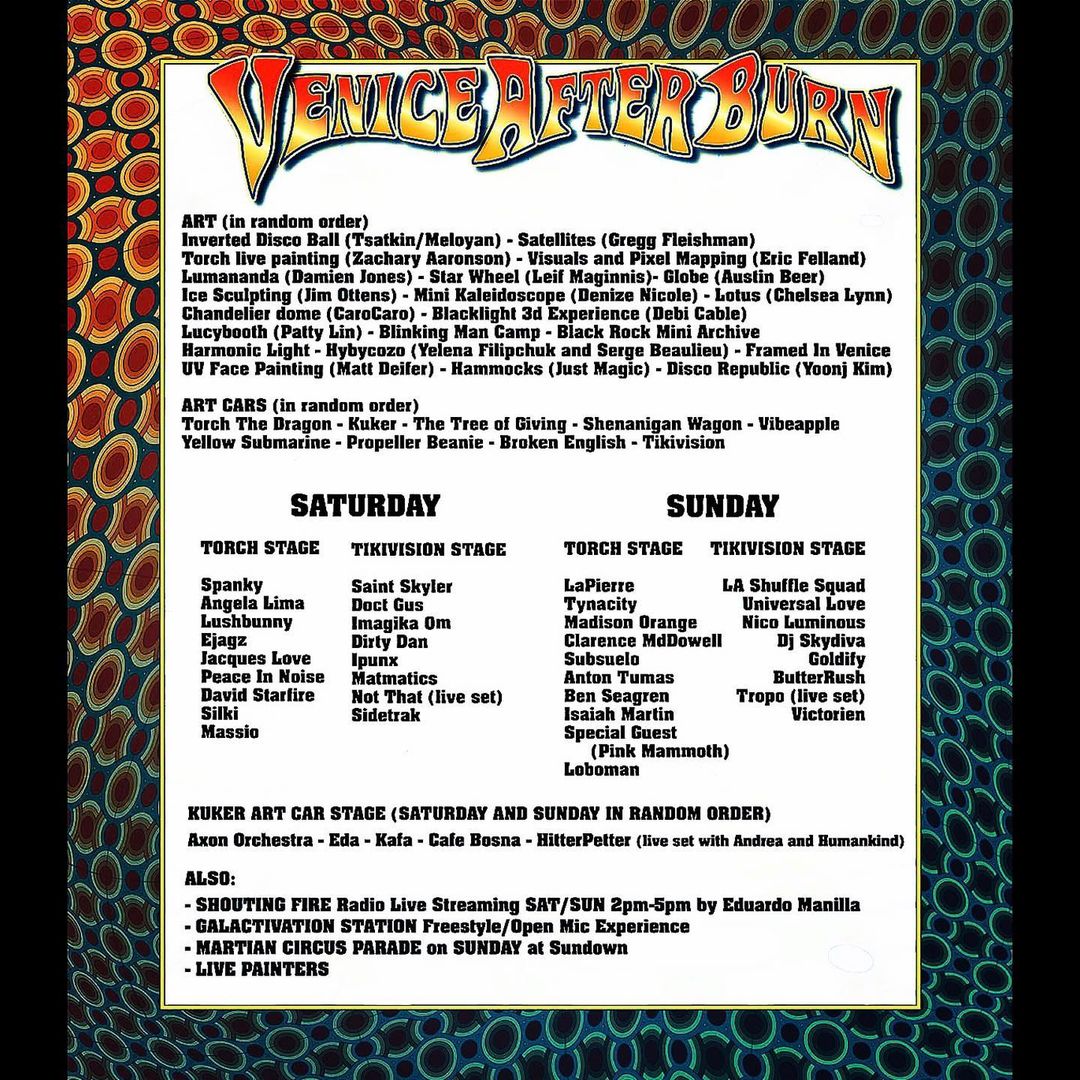 VENICE AFTER BURN
ART (in random order)
Inverted Disco Ball (Tsatkin/Meloyan) - Satellites (Gregg Fleishman)
Torch live painting (Zachary Aaronson) - Visuals and Pixel Mapping (Eric Felland)
Lumananda (Damien Jones) - Star Wheel (Leif Maginnis)- Globe (Austin Beer)
Ice Sculpting (Jim Ottens) - Mini Kaleidoscope (Denize Nicole) - Lotus (Chelsea Lynn)
Chandelier dome (CaroCaro) - Blacklight 3d Experience (Debi Cable)
Lucybooth (Patty Lin) - Blinking Man Camp - Black Rock Mini Archive
Harmonic Light - Hybycozo (Yelena Filipchuk and Serge Beaulieu) - Framed In Venice
UV Face Painting (Matt Deifer) - Hammocks (Just Magic) - Disco Republic (Yoonj Kim)
ART CARS (in random order)
Torch The Dragon - Kuker - The Tree of Giving - Shenanigan Wagon - Vibeapple
Yellow Submarine - Propeller Beanie - Broken English - Tikivision
SATURDAY
TORCH STAGE
Spanky
Angela Lima
Lushbunny
Ejagz
Jacques Love
Peace In Noise
David Starfire
Silki
Massio
TIKIVISION STAGE
Saint Skyler
Doct Gus
Imagika Om
Dirty Dan
Ipunx
Matmatics
Not That (live set)
Sidetrak
SUNDAY
TORCH STAGE
LaPierre
Tynacity
Madison Orange
Clarence MdDowell
Subsuelo
Anton Tumas
Ben Seagren
Isaiah Martin
Special Guest
(Pink Mammoth)
Loboman
TIKIVISION STAGE
LA Shuffle Squad
Universal Love
Nico Luminous
Dj Skydiva
Goldify
ButterRush
Tropo (live set)
Victorien
KUKER ART CAR STAGE (SATURDAY AND SUNDAY IN RANDOM ORDER)
Axon Orchestra - Eda - Kafa - Cafe Bosna - HitterPetter (live set with Andrea and Humankind)
ALSO:
- SHOUTING FIRE Radio Live Streaming SAT/SUN 2pm-5pm by Eduardo Manilla
- GALACTIVATION STATION Freestyle/Open Mic Experience
- MARTIAN CIRCUS PARADE on SUNDAY at Sundown
- LIVE PAINTERS